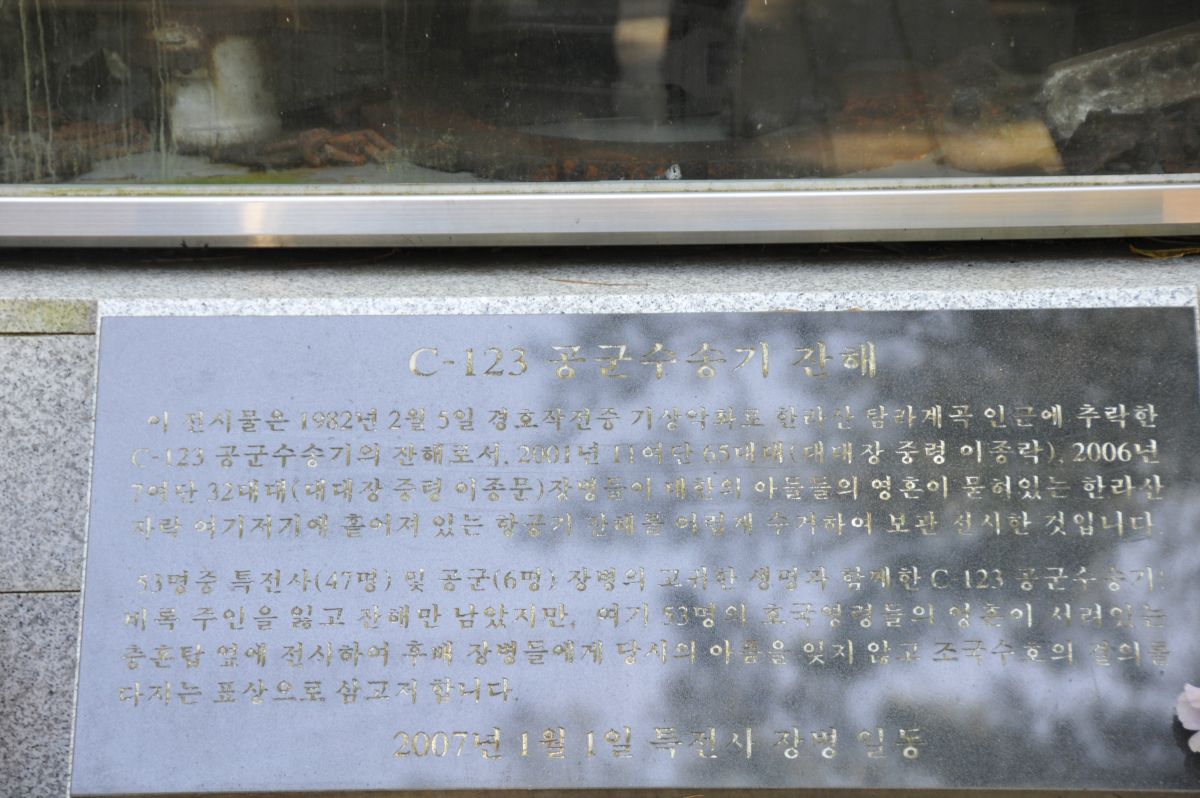 C-123 공군수송기 잔해
이 전시물은 1982년 2월 5일 경호작전중 기상악화로 한라산 탐라계곡 인근에 추락한
C-123 공군수송기의 잔해로서, 2001년 11여단 65대대(대대장 중령 이종락), 2006년
7여단 32대대(대대장 중령 이종문)장병들이 대한의 아들들의 영혼이 묻혀있는 한라산
자락 여기저기에 흩어져 있는 항공기 잔해를 어렵게 수거하여 보관 전시한 것입니다
53명중 특전사(47명) 및 공군(6명) 장병의 고귀한 생명과 함께한 C-123 공군수송기!
비록 주인을 잃고 잔해만 남았지만, 여기 53명의 호국영령들의 영혼이 서려있는
충혼탑 옆에 전시하여 후배 장병들에게 당시의 아픔을 잊지 않고 조국수호의 결의를
다지는 표상으로 삼고저 합니다.
2007년 1월 1일 특전사 장병 일동